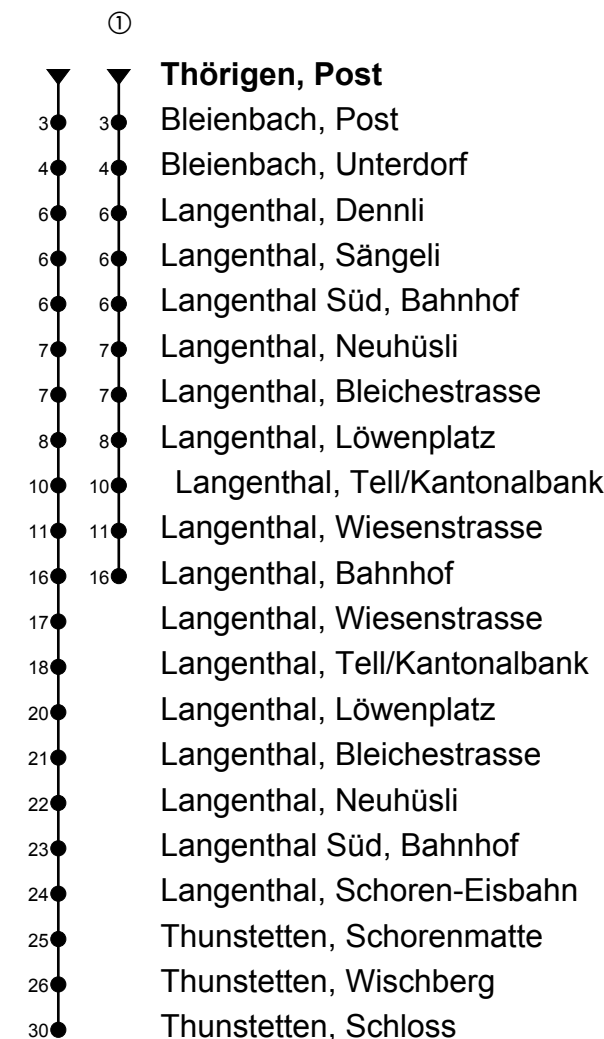 ①
Thörigen, Post
3 3 Bleienbach, Post
4 4 Bleienbach, Unterdorf
6 6 Langenthal, Dennli
6 6 Langenthal, Sängeli
6 6 Langenthal Süd, Bahnhof
7 7 Langenthal, Neuhüsli
7 7 Langenthal, Bleichestrasse
8 8 Langenthal, Löwenplatz
10 10 Langenthal, Tell/Kantonalbank
11 11 Langenthal, Wiesenstrasse
16 16 Langenthal, Bahnhof
17 Langenthal, Wiesenstrasse
18 Langenthal, Tell/Kantonalbank
20 Langenthal, Löwenplatz
21 Langenthal, Bleichestrasse
22 Langenthal, Neuhüsli
23 Langenthal Süd, Bahnhof
24 Langenthal, Schoren-Eisbahn
25 Thunstetten, Schorenmatte
26 Thunstetten, Wischberg
30 Thunstetten, Schloss